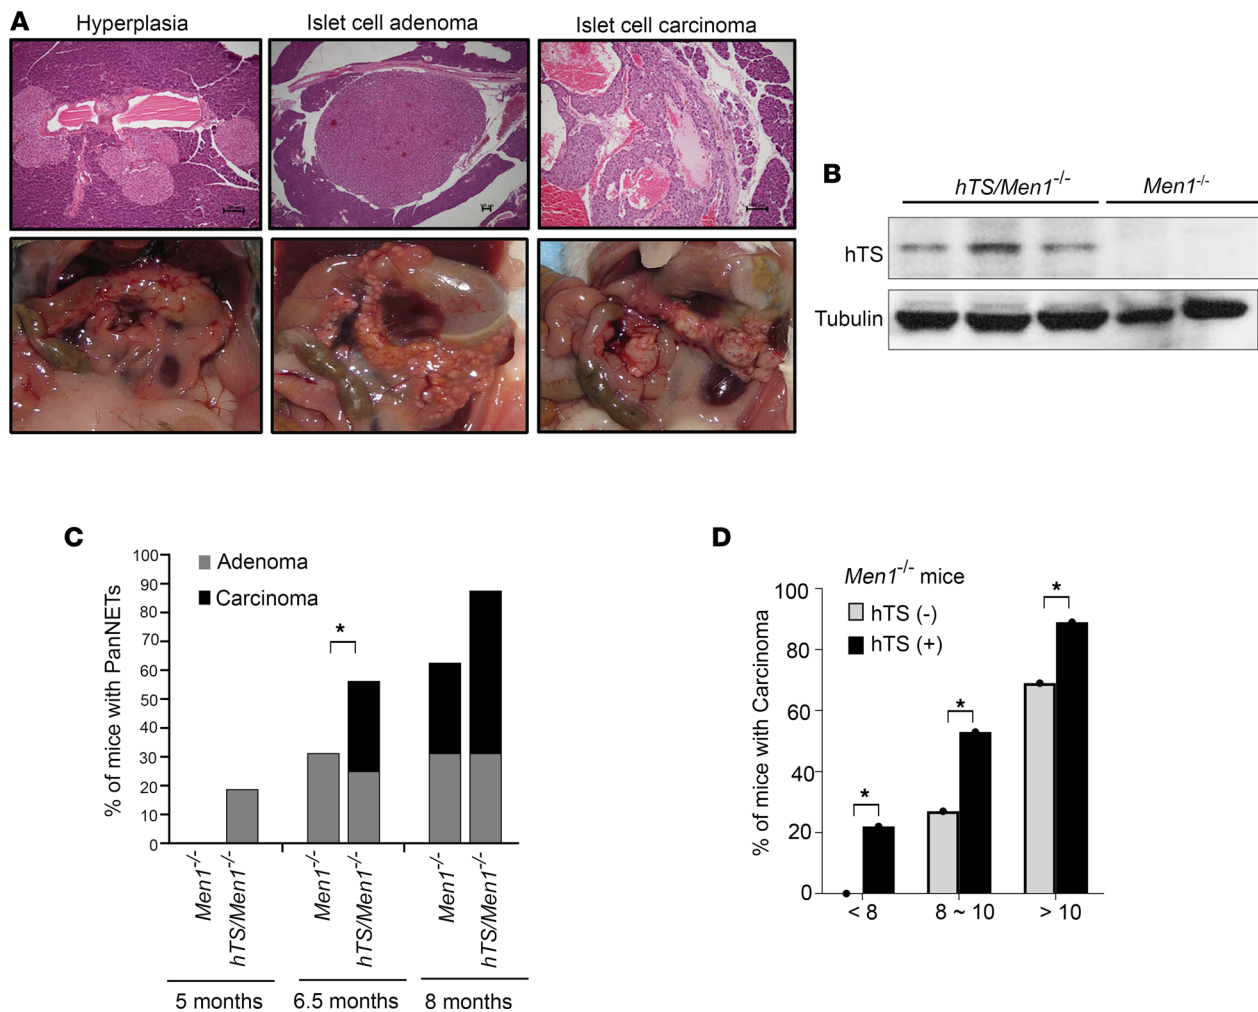 A
Hyperplasia
Islet cell adenoma
Islet cell carcinoma
B
hTS/Men1-/-
Men1-/-
hTS
Tubulin
C
% of mice with PanNETs
100
90
80
70
60
50
40
30
20
10
0
Adenoma
Carcinoma
*
Men1-/-
hTS/Men1-/-
Men1-/-
hTS/Men1-/-
Men1-/-
hTS/Men1-/-
5 months
6.5 months
8 months
D
% of mice with Carcinoma
100
80
60
40
20
0
Men1-/- mice
hTS (-)
hTS (+)
*
*
*
< 8
8 ~ 10
> 10